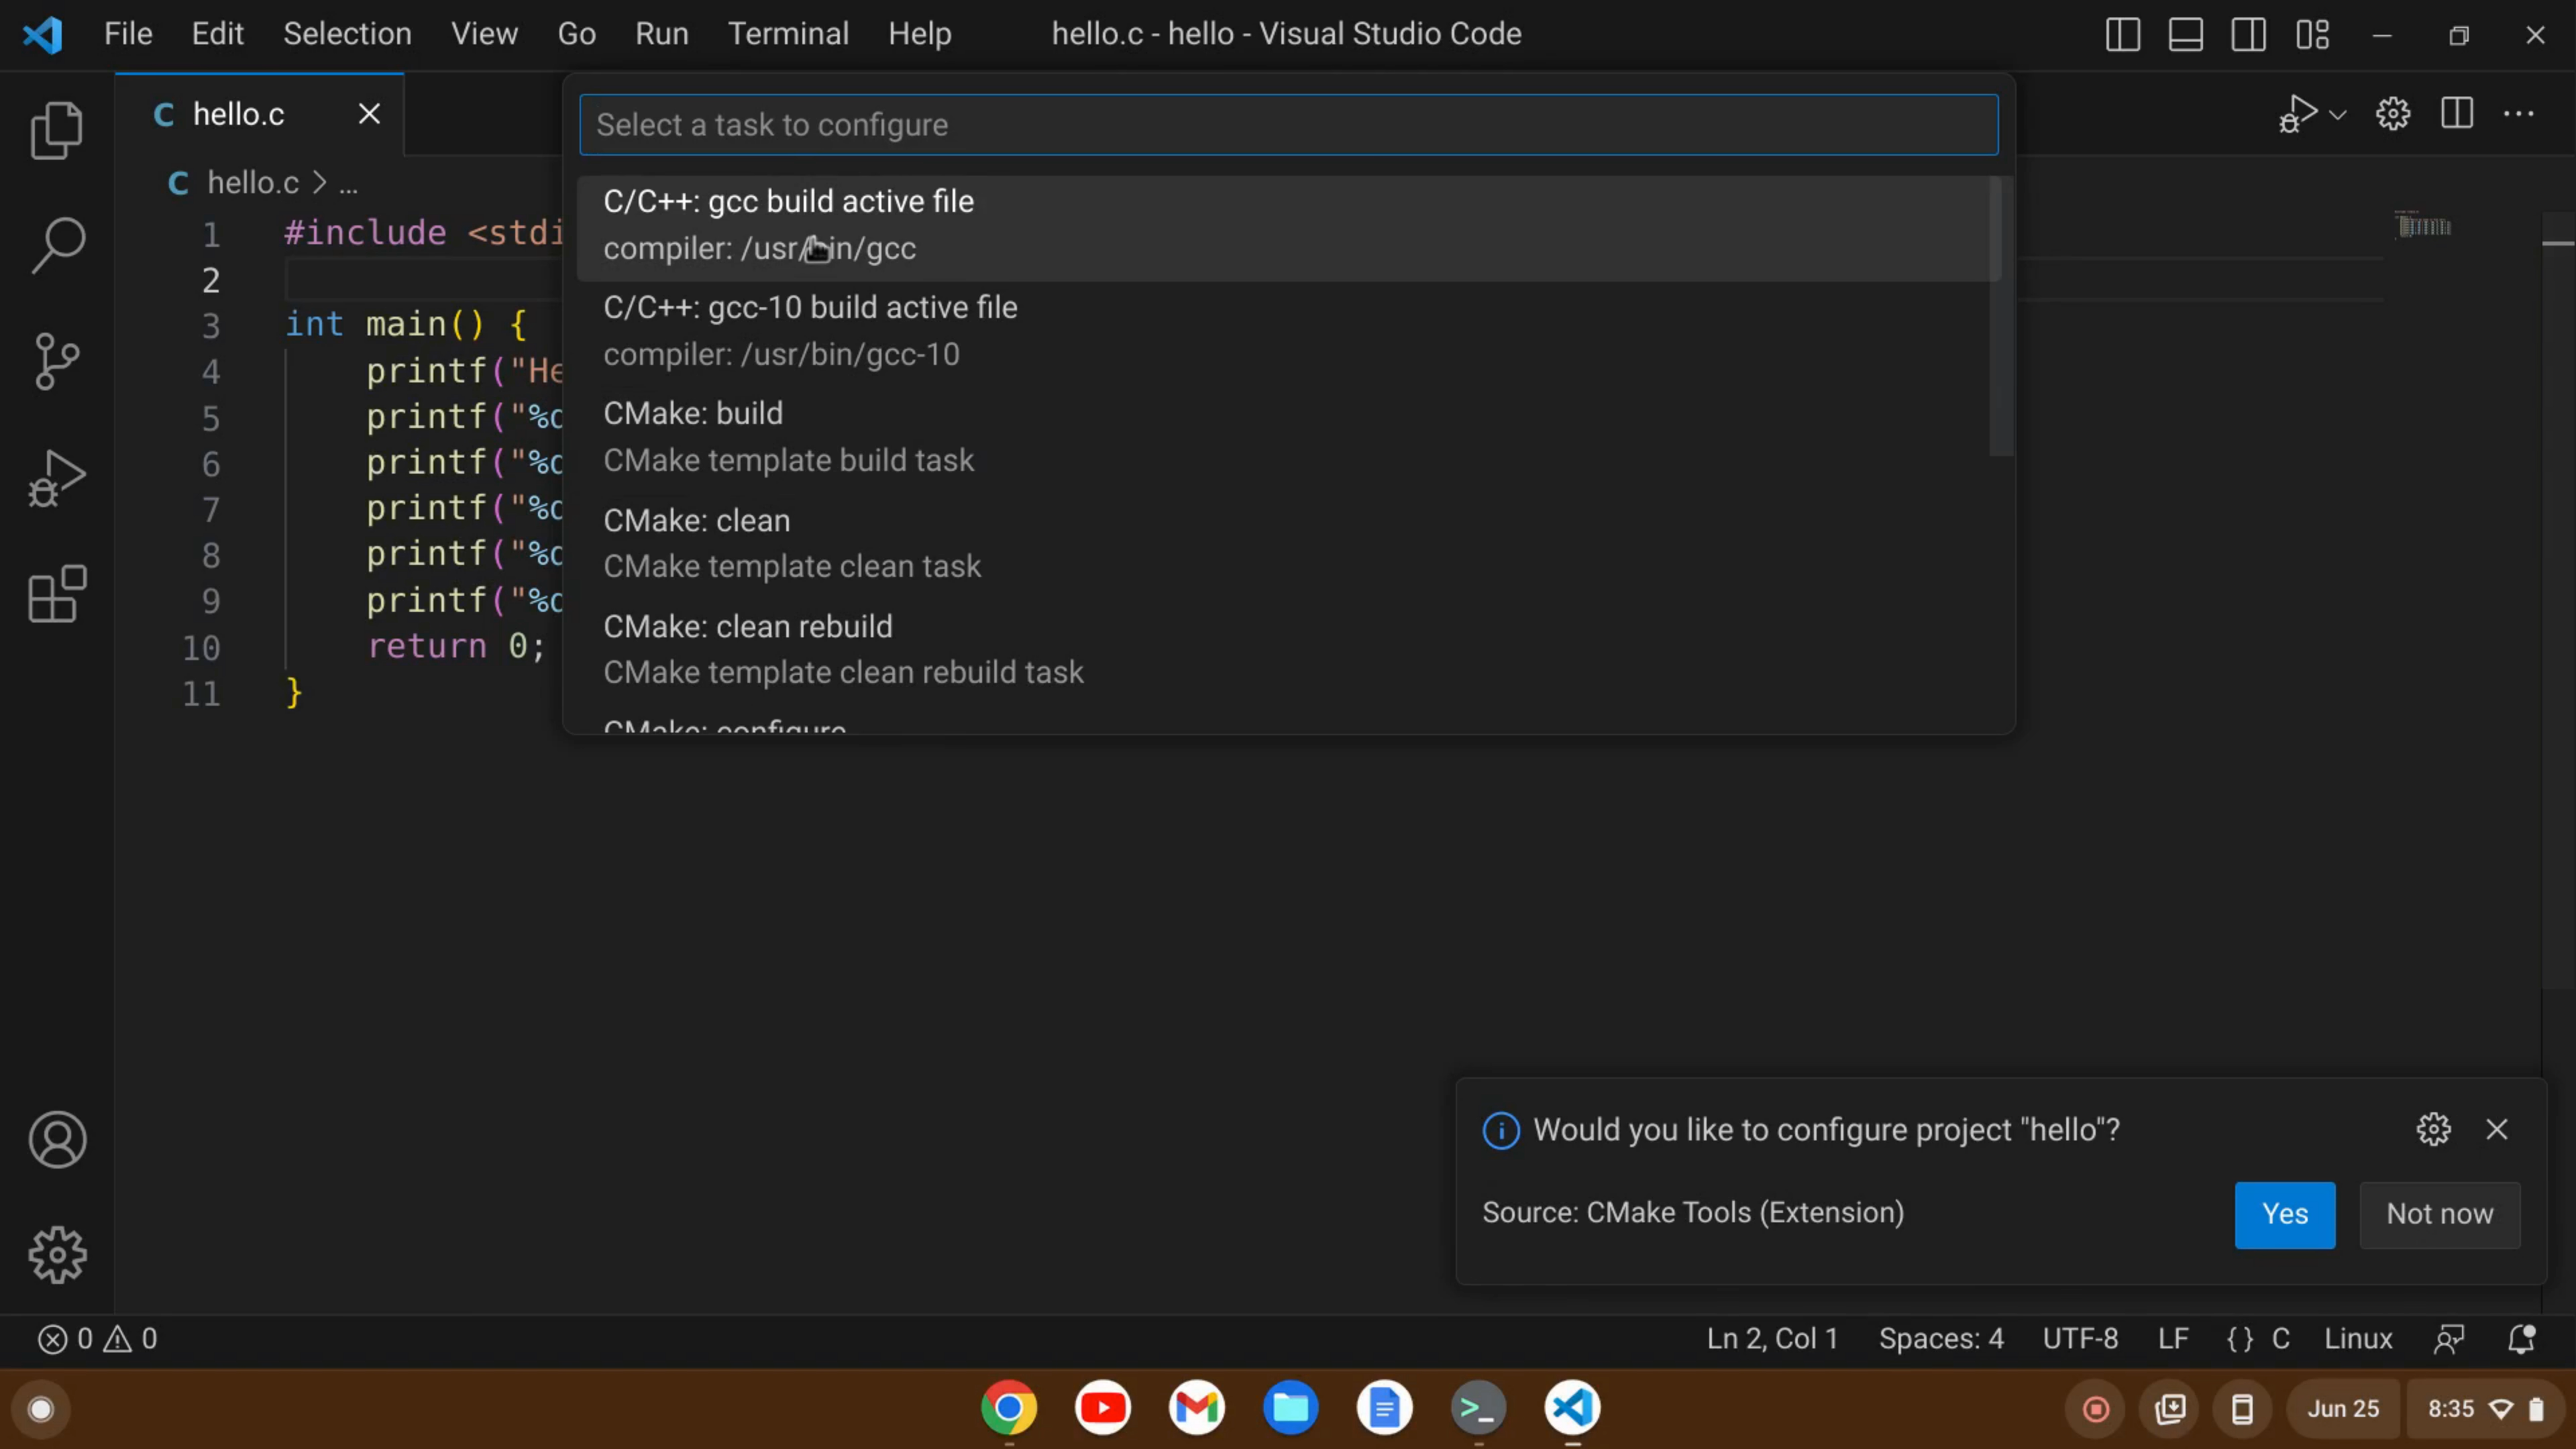 File Edit Selection View Go Run Terminal Help hello.c - hello - Visual Studio Code
C hello.c
Select a task to configure
C hello.c > ...
C/C++: gcc build active file
compiler: /usr/bin/gcc
C/C++: gcc-10 build active file
compiler: /usr/bin/gcc-10
CMake: build
CMake template build task
CMake: clean
CMake template clean task
CMake: clean rebuild
CMake template clean rebuild task
CMake: configure
1 #include <stdi
2
3 int main() {
4 printf("He
5 printf("%d
6 printf("%d
7 printf("%d
8 printf("%d
9 printf("%d
10 return 0;
11 }
Would you like to configure project "hello"?
Source: CMake Tools (Extension) Yes Not now
0 0 Ln 2, Col 1 Spaces: 4 UTF-8 LF {} C Linux
Jun 25 8:35